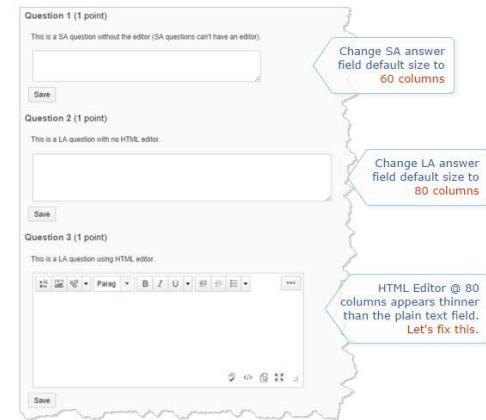 Question 1 (1 point)
This is a SA question without the editor (SA questions can't have an editor).
Save
Change SA answer
field default size to
60 columns
Question 2 (1 point)
This is a LA question with no HTML editor.
Save
Change LA answer
field default size to
80 columns
Question 3 (1 point)
This is a LA question using HTML editor.
Parag B I U
Save
HTML Editor @ 80
columns appears thinner
than the plain text field.
Let's fix this.